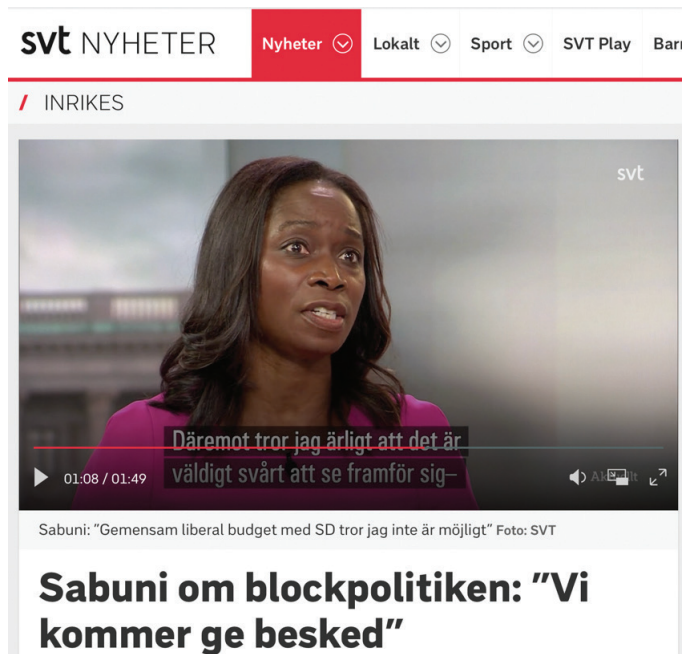 svt NYHETER Nyheter Lokalt Sport SVT Play Bar
/ INRIKES
svt
Däremot tror jag ärligt att det är
väldigt svårt att se framför sig–
01:08 / 01:49
Sabuni: ”Gemensam liberal budget med SD tror jag inte är möjligt” Foto: SVT
Sabuni om blockpolitiken: ”Vi
kommer ge besked”